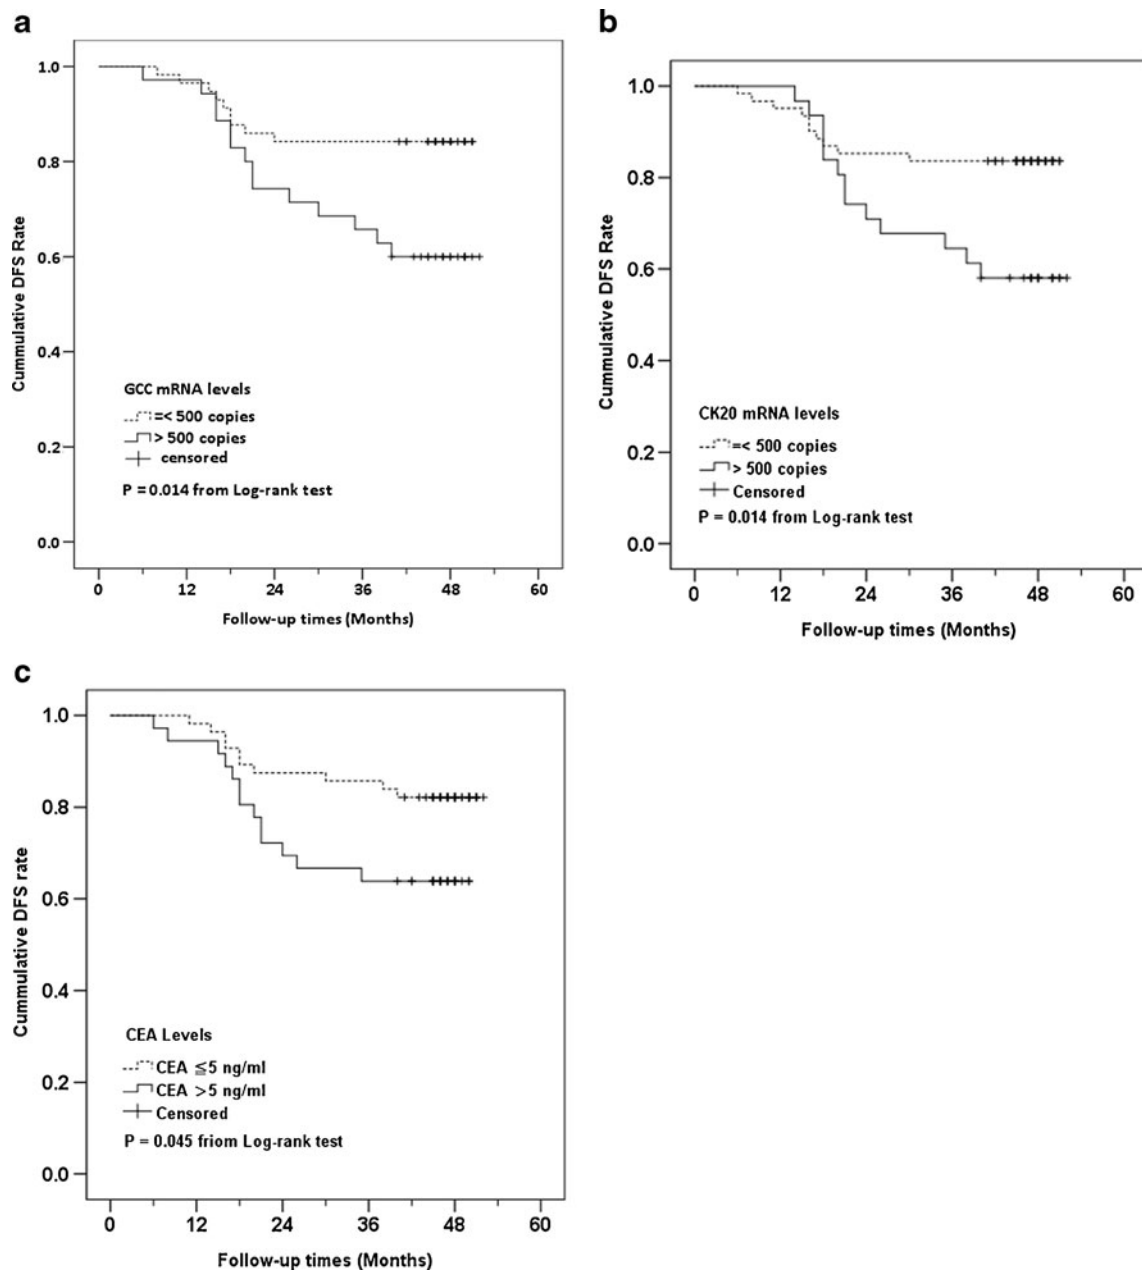 a
1.0
0.8
0.6
0.4
0.2
0.0
Cummulative DFS Rate
GCC mRNA levels
=< 500 copies
> 500 copies
censored
P = 0.014 from Log-rank test
0 12 24 36 48 60
Follow-up times (Months)
b
1.0
0.8
0.6
0.4
0.2
0.0
Cummulative DFS Rate
CK20 mRNA levels
=< 500 copies
> 500 copies
Censored
P = 0.014 from Log-rank test
0 12 24 36 48 60
Follow-up times (Months)
c
1.0
0.8
0.6
0.4
0.2
0.0
Cummulative DFS rate
CEA Levels
CEA ≦5 ng/ml
CEA >5 ng/ml
Censored
P = 0.045 friom Log-rank test
0 12 24 36 48 60
Follow-up times (Months)